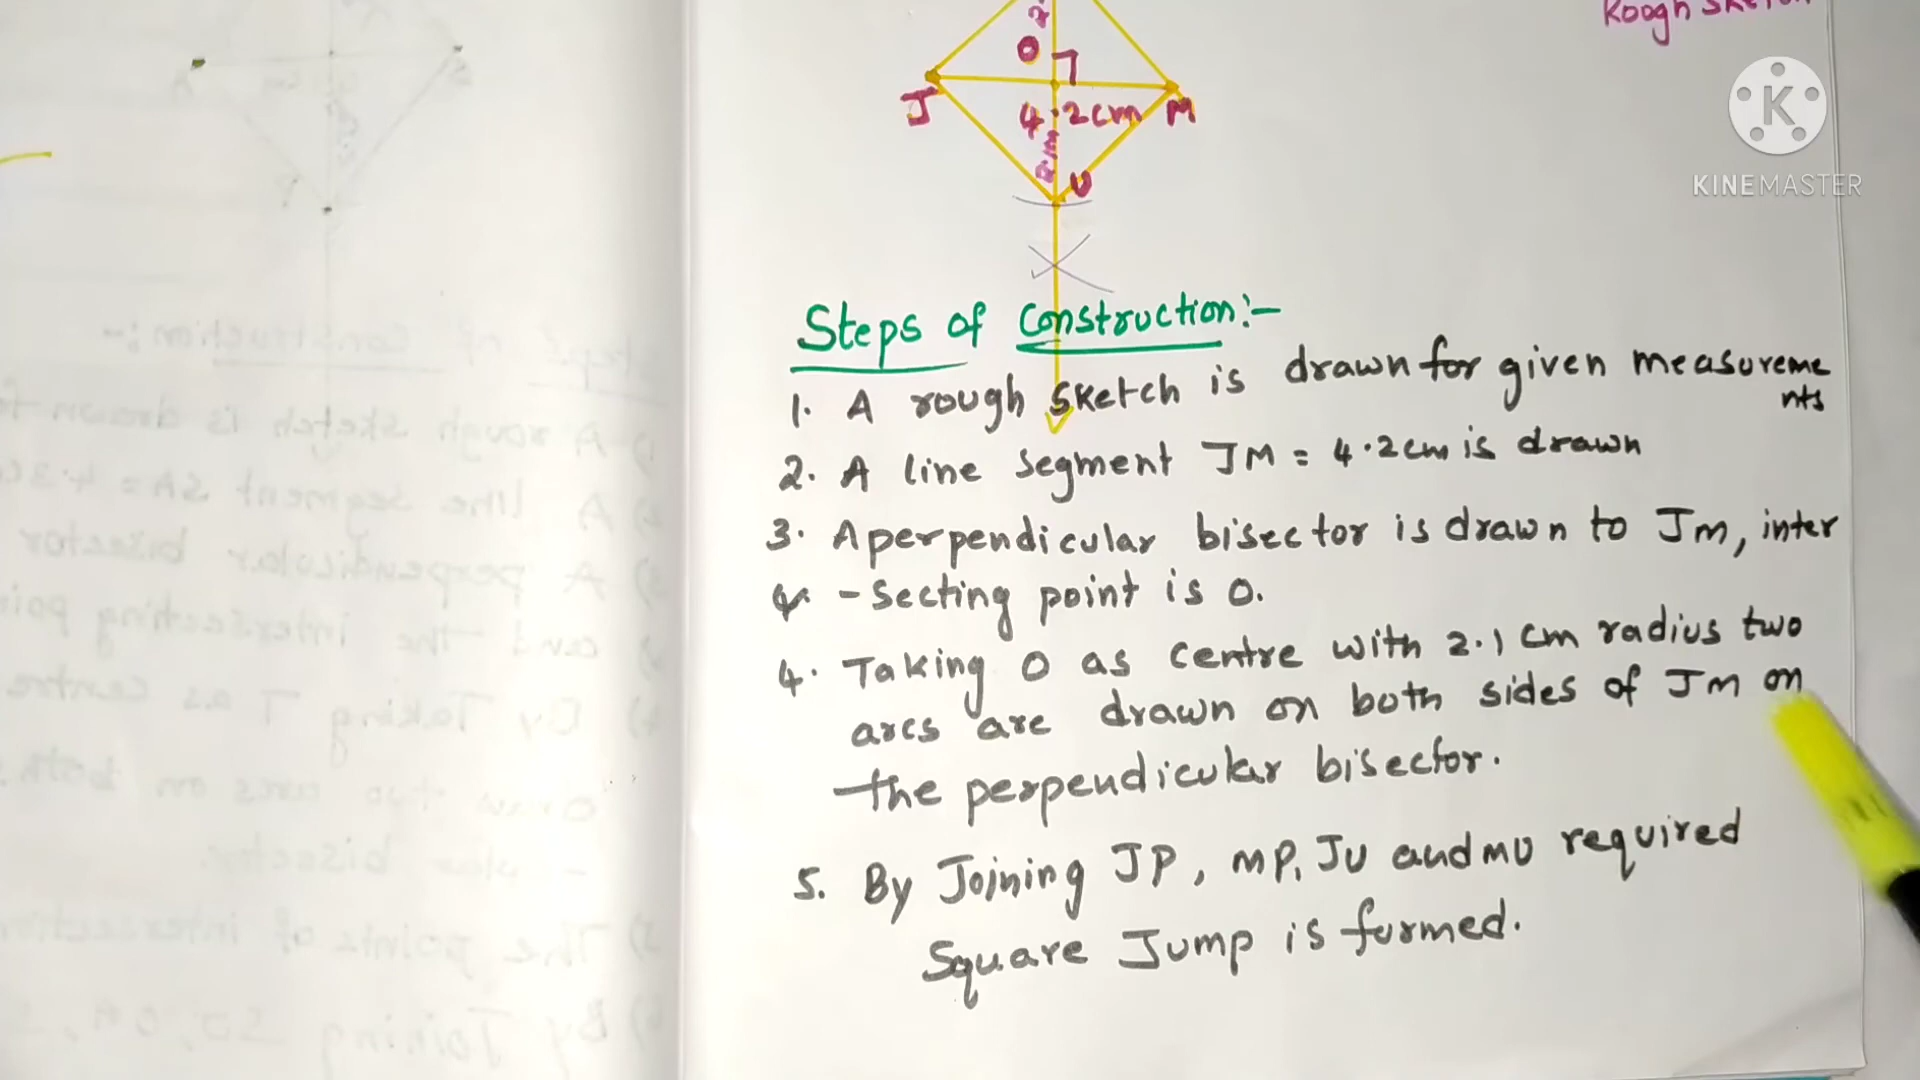 Rough Sketch
O
J
4.2cm
M
U
K
KINEMASTER
Steps of construction:-
1. A rough sketch is drawn for given measureme
nts
2. A line segment JM = 4.2cm is drawn
3. A perpendicular bisector is drawn to JM, inter
- secting point is O.
4. Taking O as centre with 2.1 cm radius two
arcs are drawn on both sides of JM on
the perpendicular bisector.
5. By Joining JP, MP, JU and MU required
Square Jump is formed.